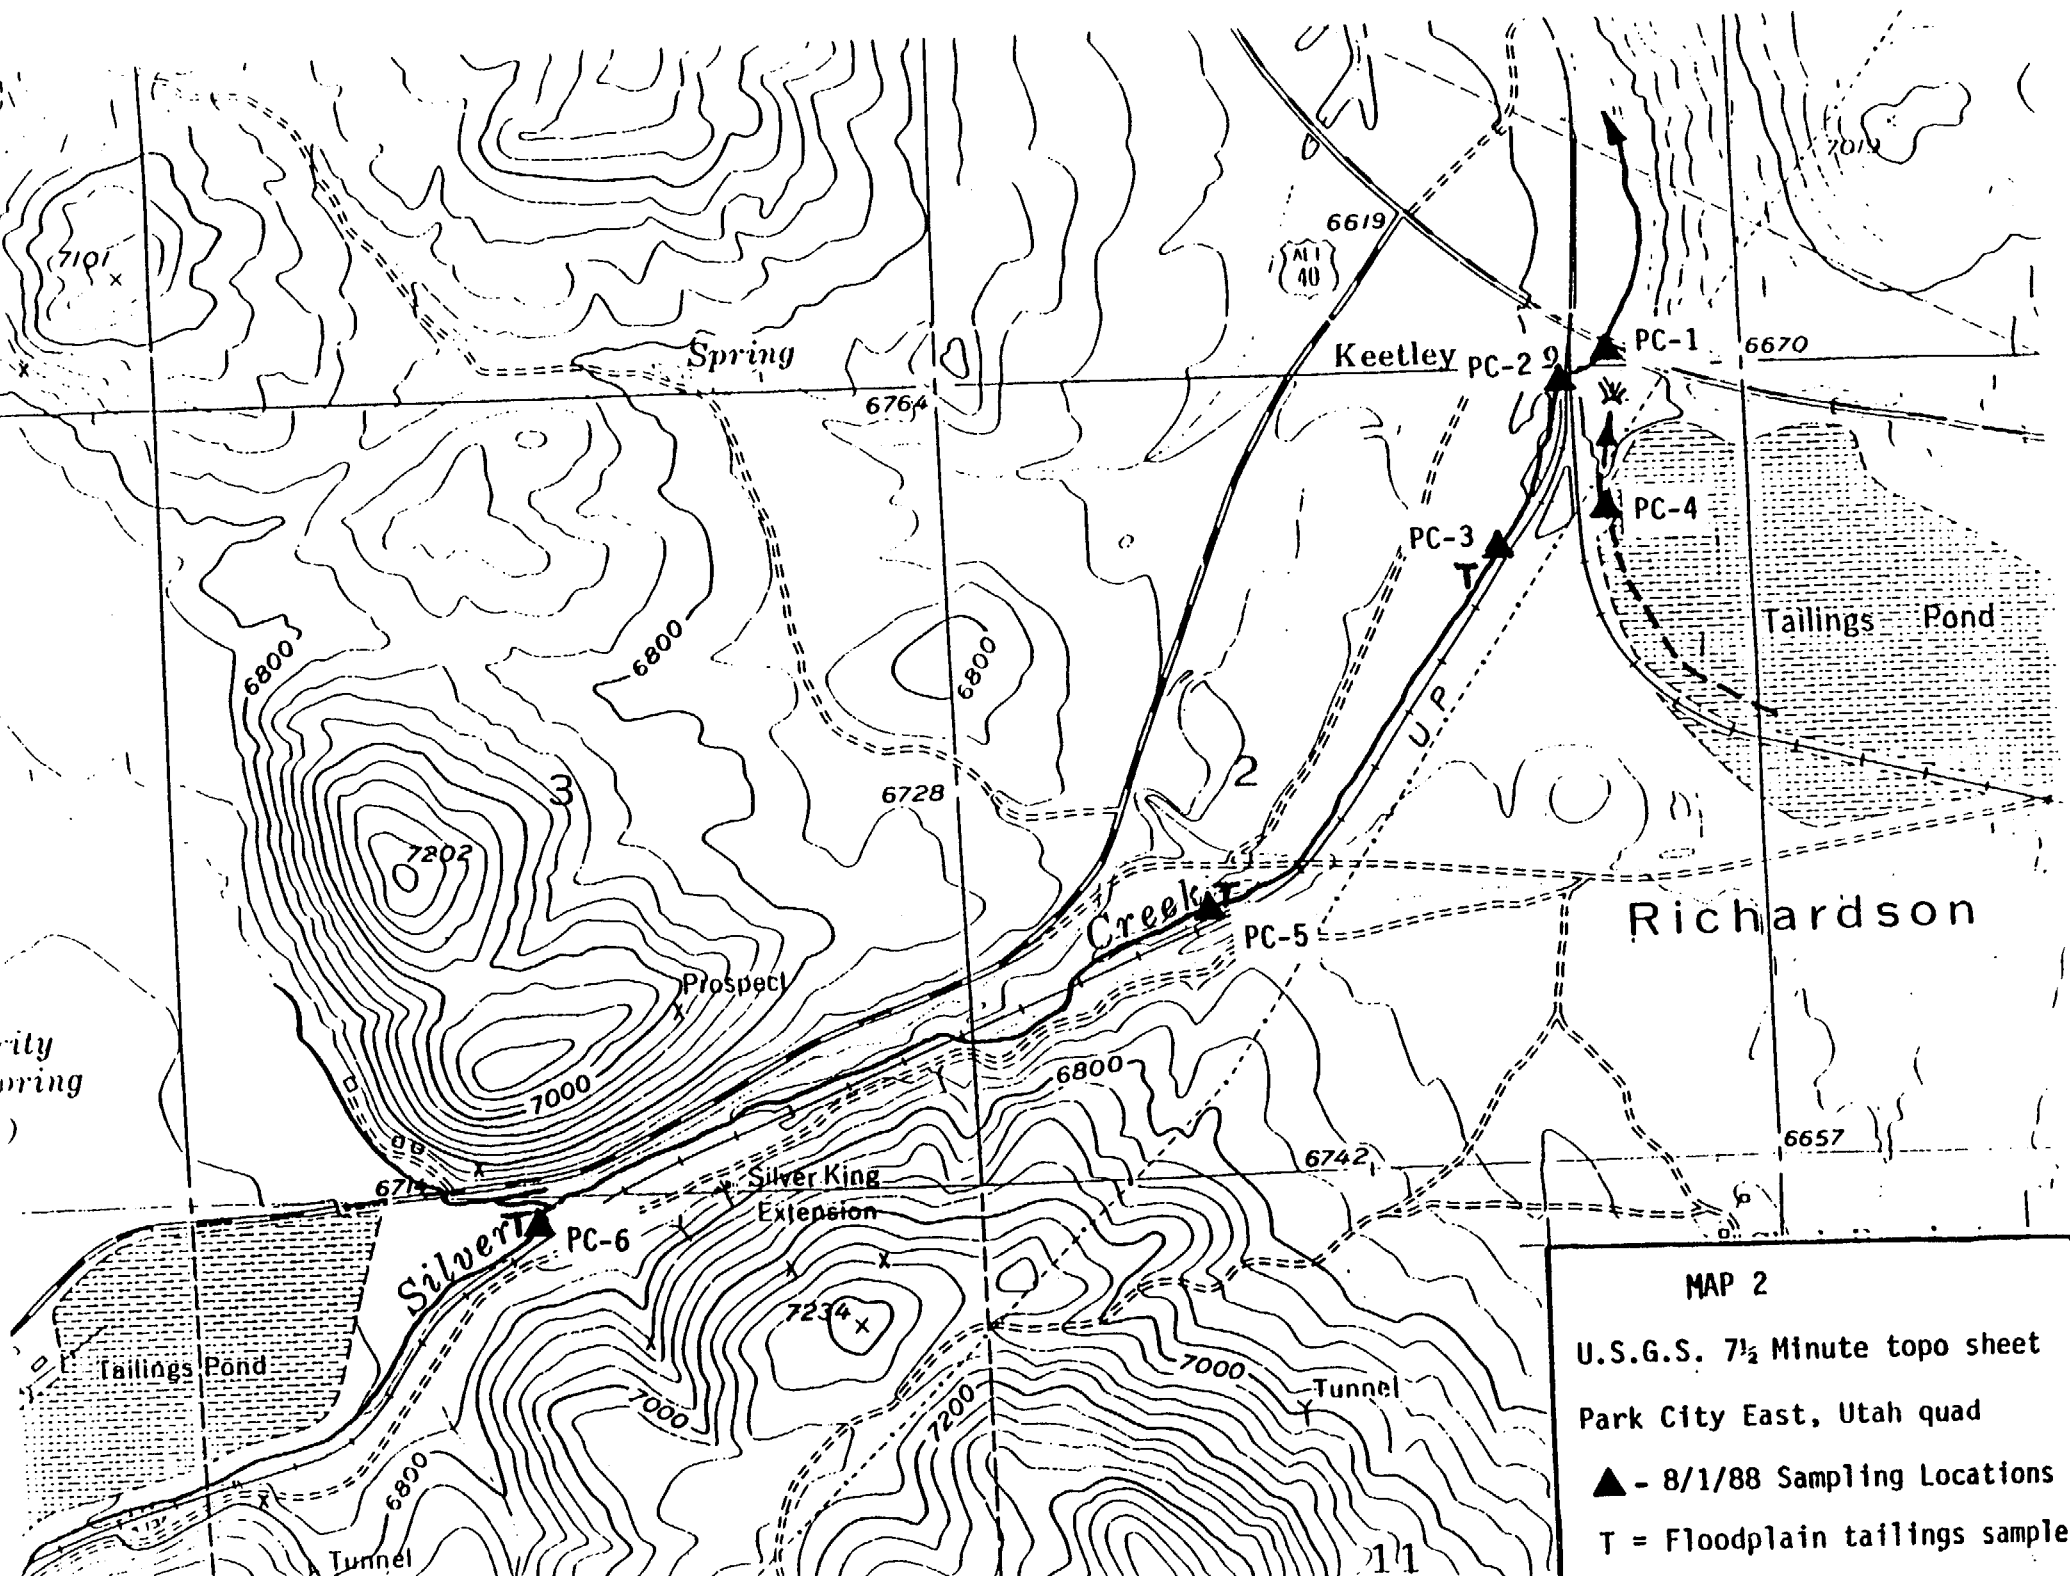 7019
6619
ALT
40
7101
Spring
Keetley
PC-2
PC-1
6670
6764
PC-4
PC-3
T
Tailings Pond
6800
6800
6800
U P
3
2
6728
7202
Creek T
PC-5
Richardson
Prospect
6800
7000
6657
6742
6714
Silver King
Extension
Silver
T
PC-6
7234
Tailings Pond
7000
7000
7200
Tunnel
6800
Tunnel
11
MAP 2
U.S.G.S. 7½ Minute topo sheet
Park City East, Utah quad
▲ - 8/1/88 Sampling Locations
T = Floodplain tailings sample